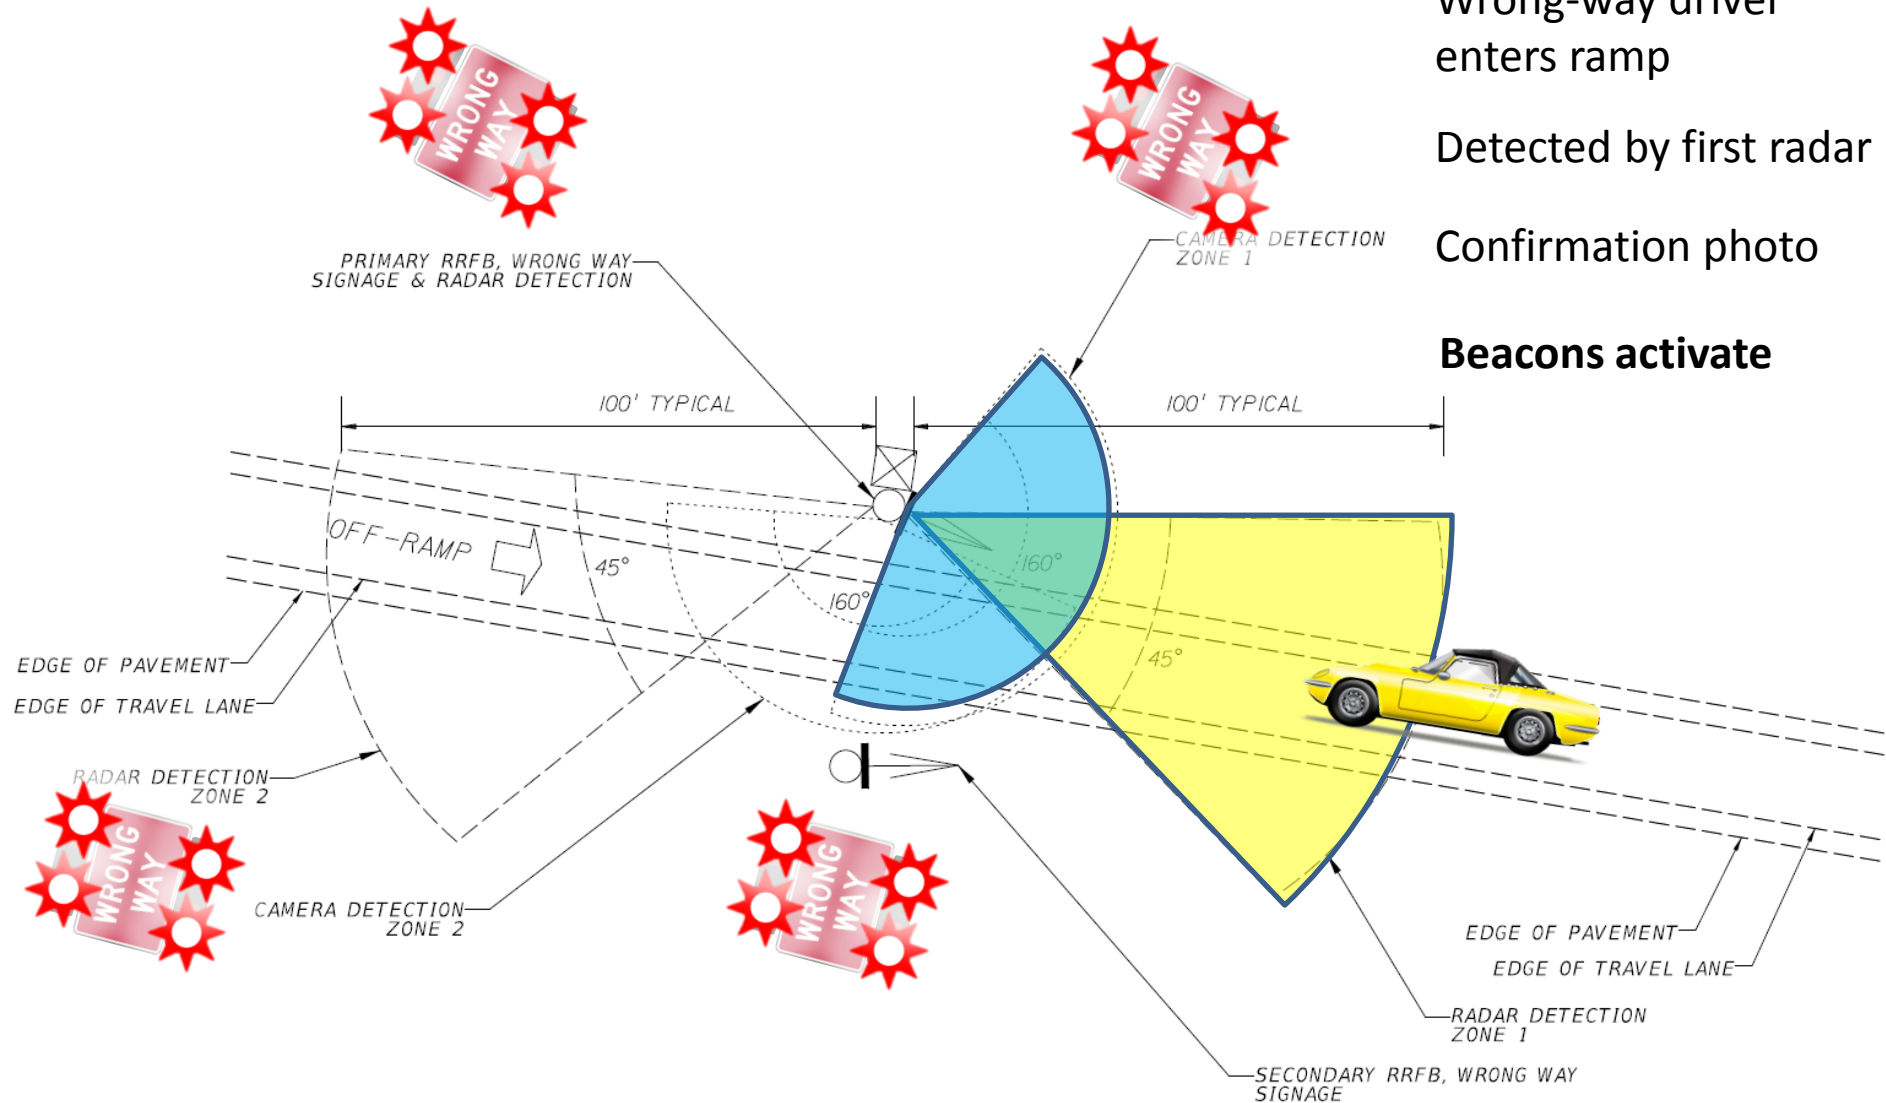 Wrong-way driver
enters ramp
Detected by first radar
Confirmation photo
Beacons activate
WRONG
WAY
WRONG
WAY
PRIMARY RRFB, WRONG WAY
SIGNAGE & RADAR DETECTION
CAMERA DETECTION
ZONE 1
100' TYPICAL
100' TYPICAL
OFF-RAMP
45°
160°
160°
45°
EDGE OF PAVEMENT
EDGE OF TRAVEL LANE
RADAR DETECTION
ZONE 2
WRONG
WAY
CAMERA DETECTION
ZONE 2
WRONG
WAY
EDGE OF PAVEMENT
EDGE OF TRAVEL LANE
RADAR DETECTION
ZONE 1
SECONDARY RRFB, WRONG WAY
SIGNAGE